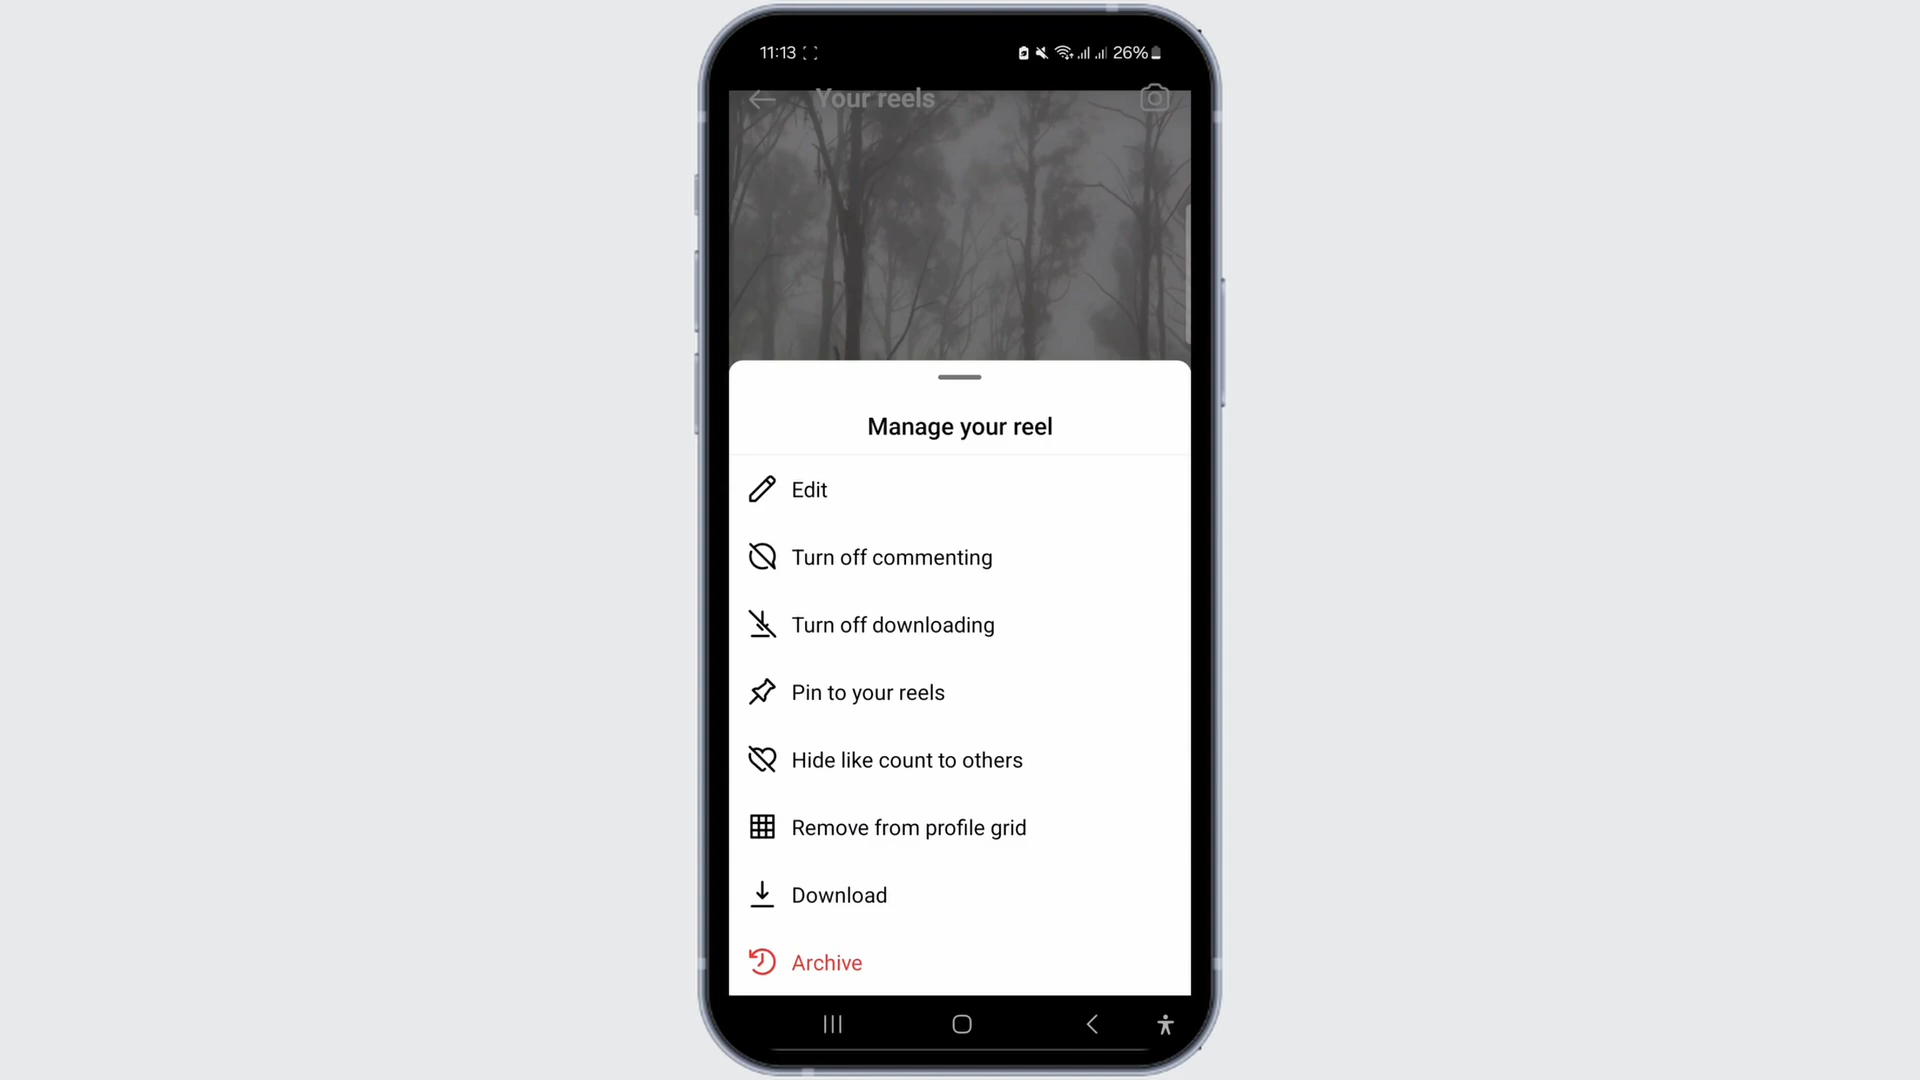 11:13
26%
Your reels
Manage your reel
Edit
Turn off commenting
Turn off downloading
Pin to your reels
Hide like count to others
Remove from profile grid
Download
Archive